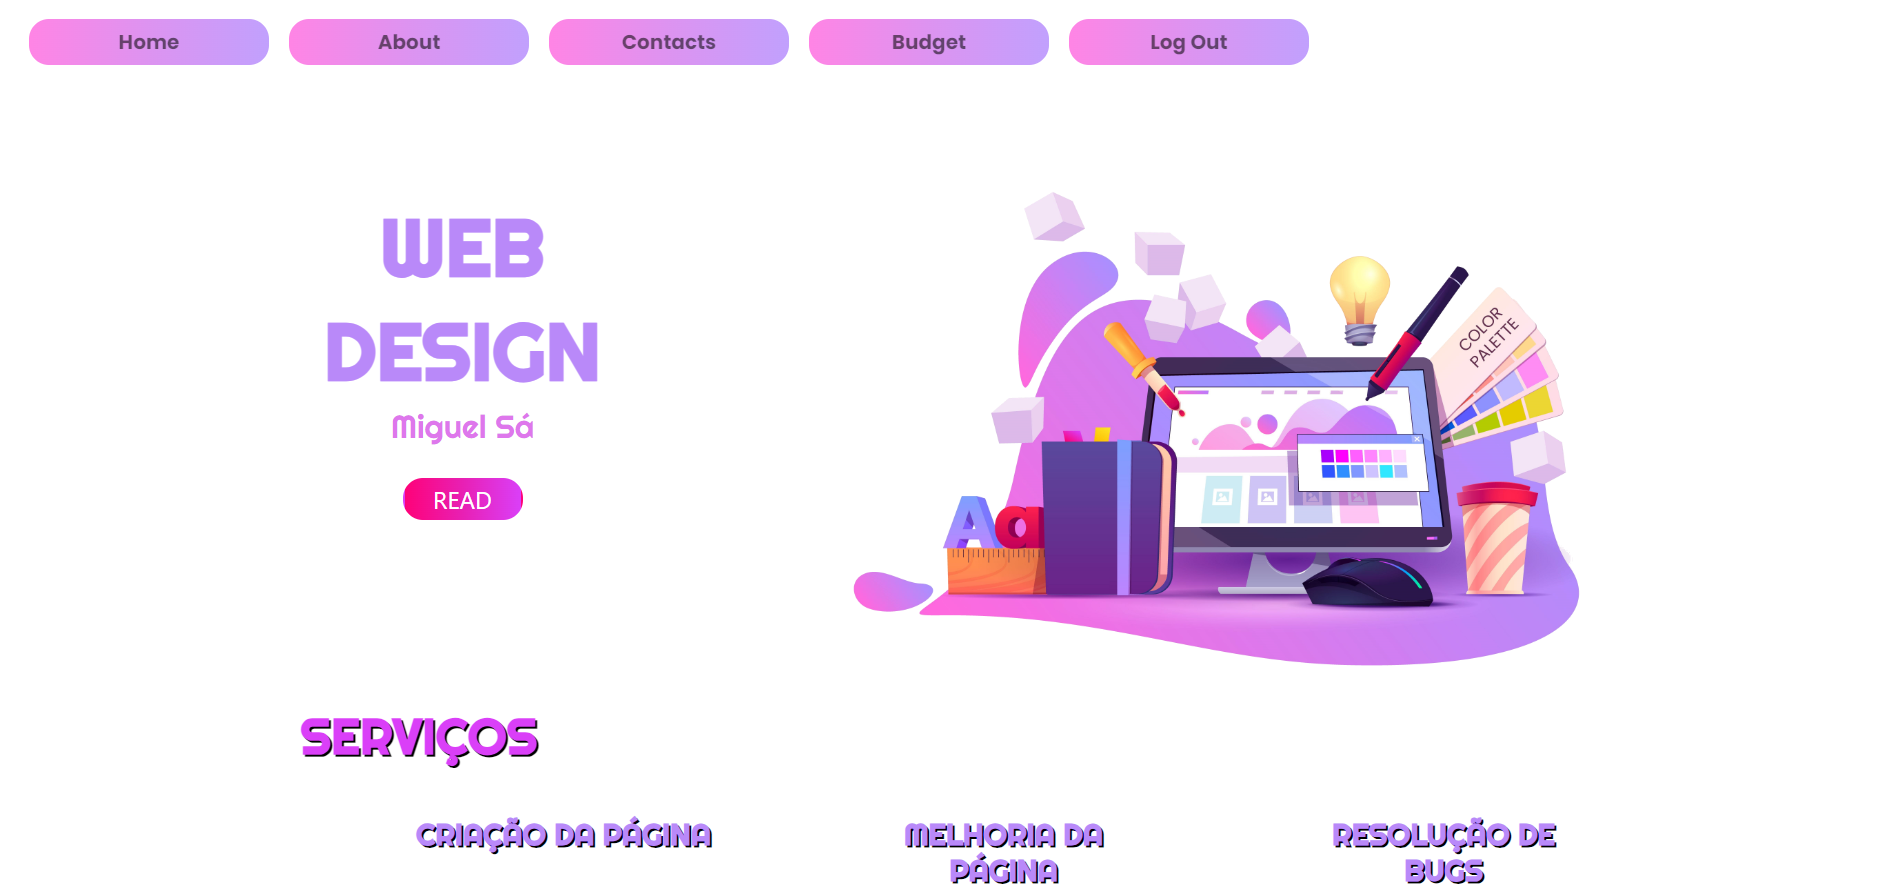 Home
About
Contacts
Budget
Log Out
WEB
DESIGN
Miguel Sá
READ
COLOR
PALETTE
Aa
SERVIÇOS
CRIAÇÃO DA PÁGINA
MELHORIA DA
PÁGINA
RESOLUÇÃO DE
BUGS